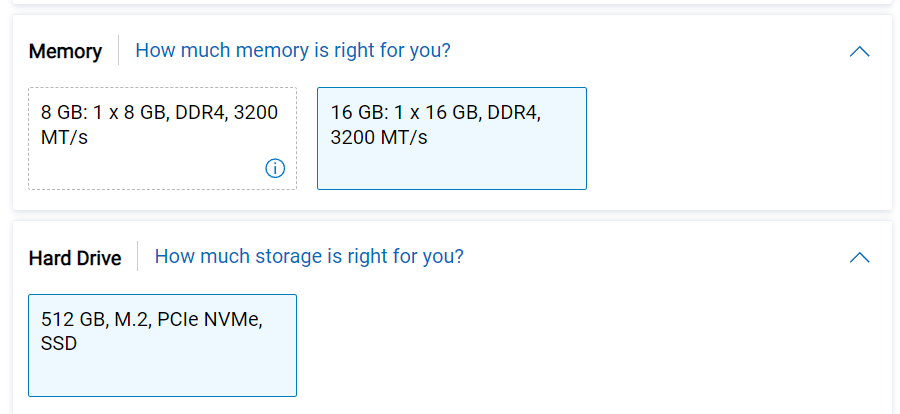 Memory
How much memory is right for you?
8 GB: 1 x 8 GB, DDR4, 3200
MT/s
16 GB: 1 x 16 GB, DDR4,
3200 MT/s
Hard Drive
How much storage is right for you?
512 GB, M.2, PCIe NVMe,
SSD